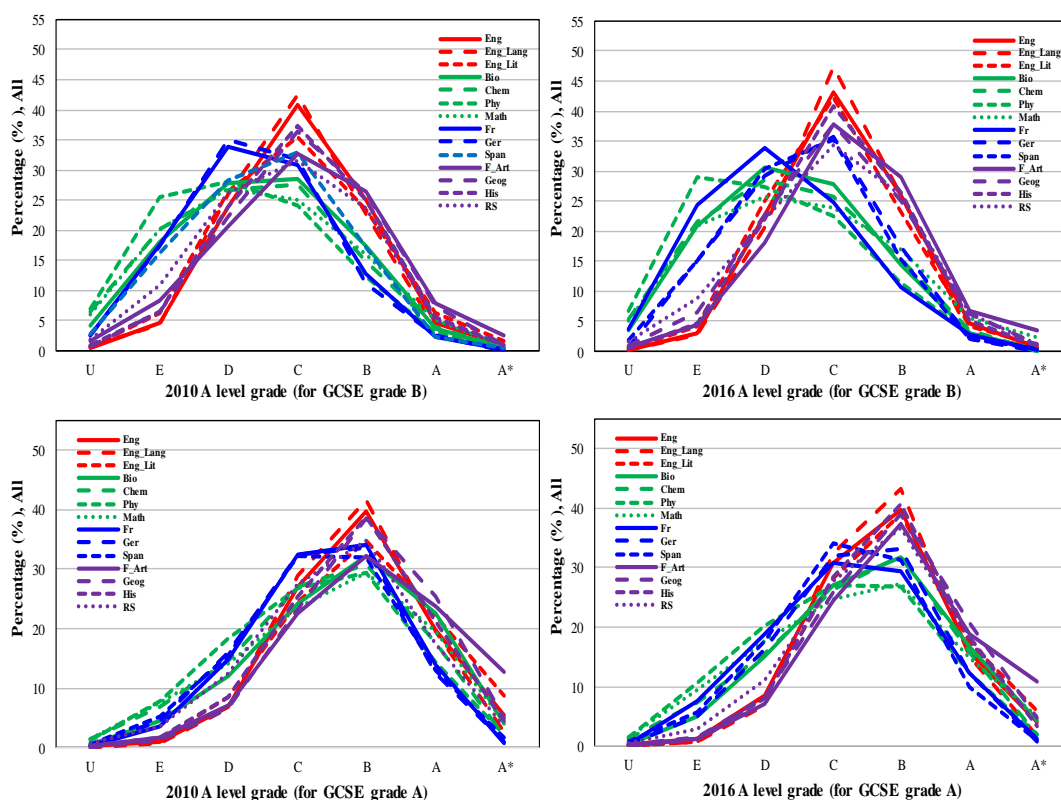 55
50
45
40
35
30
25
20
15
10
5
0
Percentage (%), All
Eng
Eng_Lang
Eng_Lit
Bio
Chem
Phy
Math
Fr
Ger
Span
F_Art
Geog
His
RS
U E D C B A A*
2010 A level grade (for GCSE grade B)
55
50
45
40
35
30
25
20
15
10
5
0
Percentage (%), All
Eng
Eng_Lang
Eng_Lit
Bio
Chem
Phy
Math
Fr
Ger
Span
F_Art
Geog
His
RS
U E D C B A A*
2016 A level grade (for GCSE grade B)
50
40
30
20
10
0
Percentage (%), All
Eng
Eng_Lang
Eng_Lit
Bio
Chem
Phy
Math
Fr
Ger
Span
F_Art
Geog
His
RS
U E D C B A A*
2010 A level grade (for GCSE grade A)
50
40
30
20
10
0
Percentage (%), All
Eng
Eng_Lang
Eng_Lit
Bio
Chem
Phy
Math
Fr
Ger
Span
F_Art
Geog
His
RS
U E D C B A A*
2016 A level grade (for GCSE grade A)